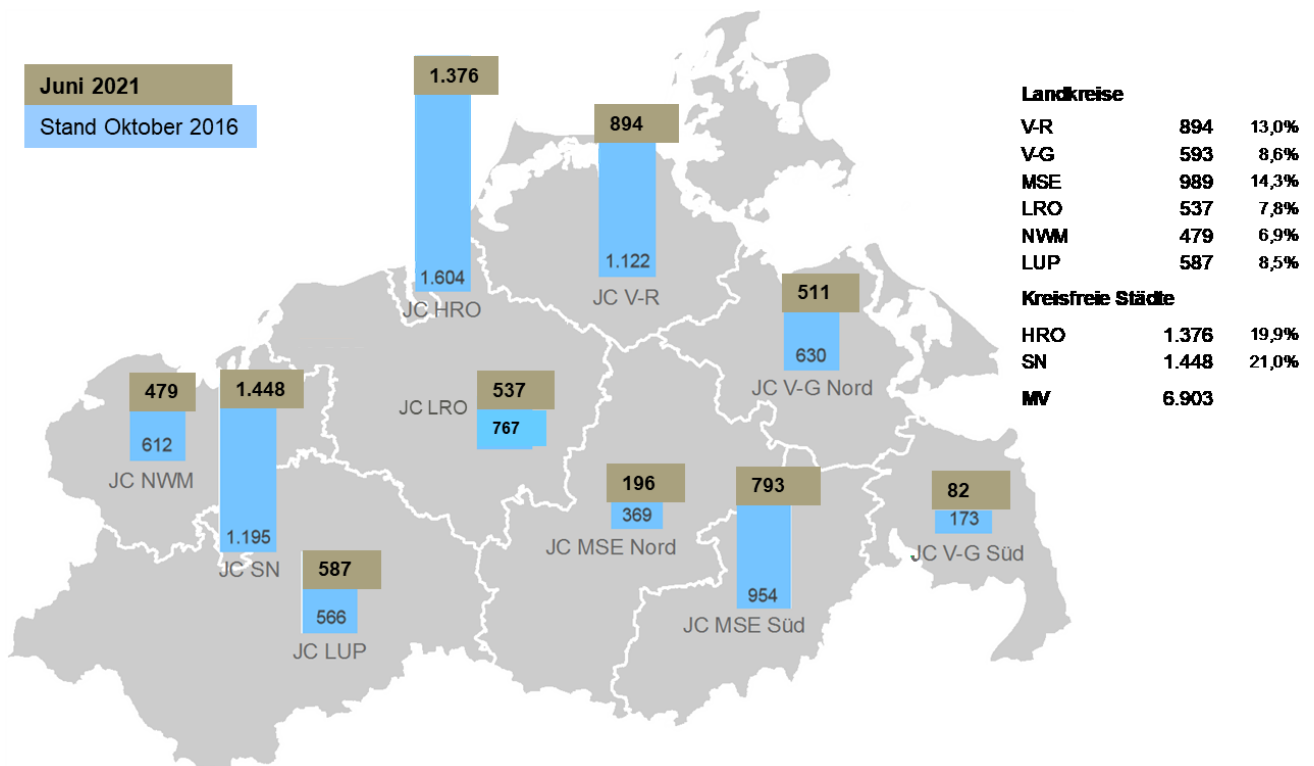 Juni 2021
Stand Oktober 2016
1.376
1.604
JC HRO
894
1.122
JC V-R
511
630
JC V-G Nord
479
612
JC NWM
1.448
1.195
JC SN
JC LRO
537
767
196
369
JC MSE Nord
793
954
JC MSE Süd
82
173
JC V-G Süd
587
566
JC LUP
Landkreise
V-R 894 13,0%
V-G 593 8,6%
MSE 989 14,3%
LRO 537 7,8%
NWM 479 6,9%
LUP 587 8,5%
Kreisfreie Städte
HRO 1.376 19,9%
SN 1.448 21,0%
MV 6.903